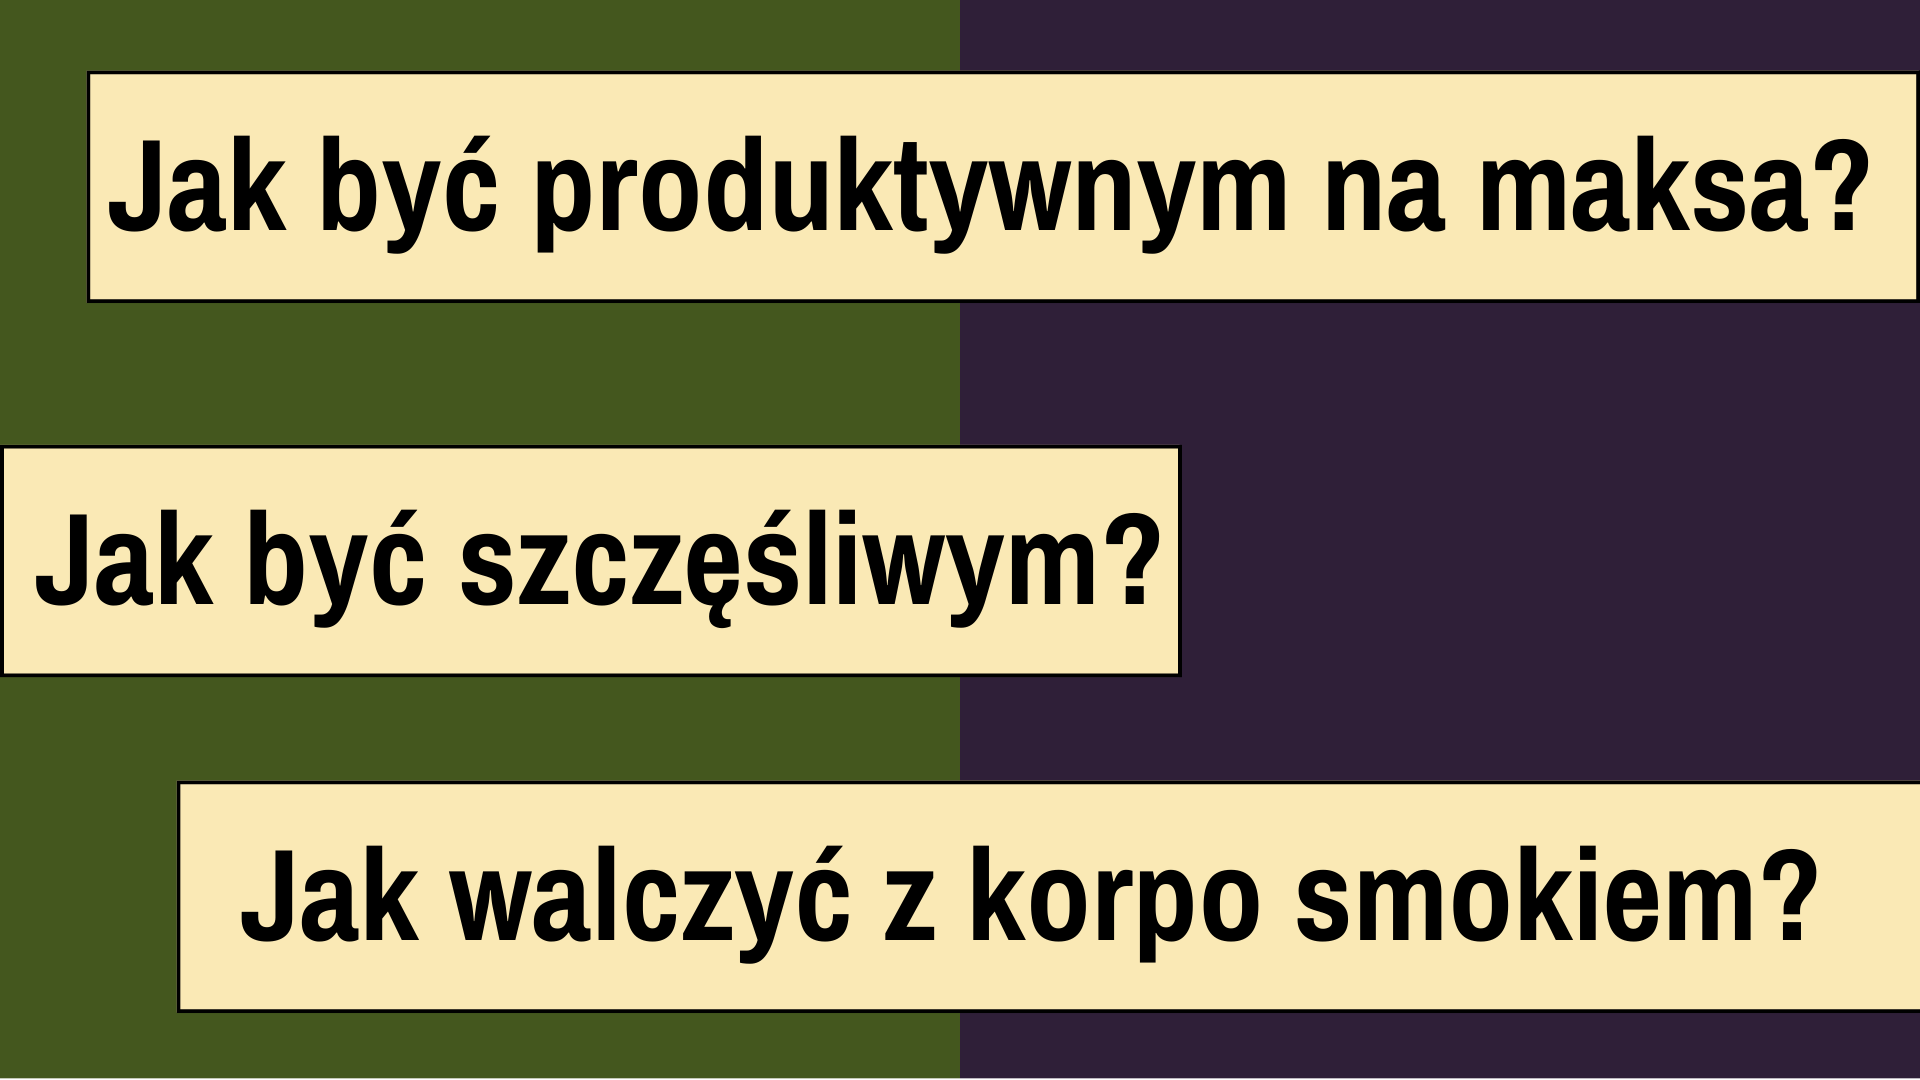 Jak być produktywnym na maksa?
Jak być szczęśliwym?
Jak walczyć z korpo smokiem?